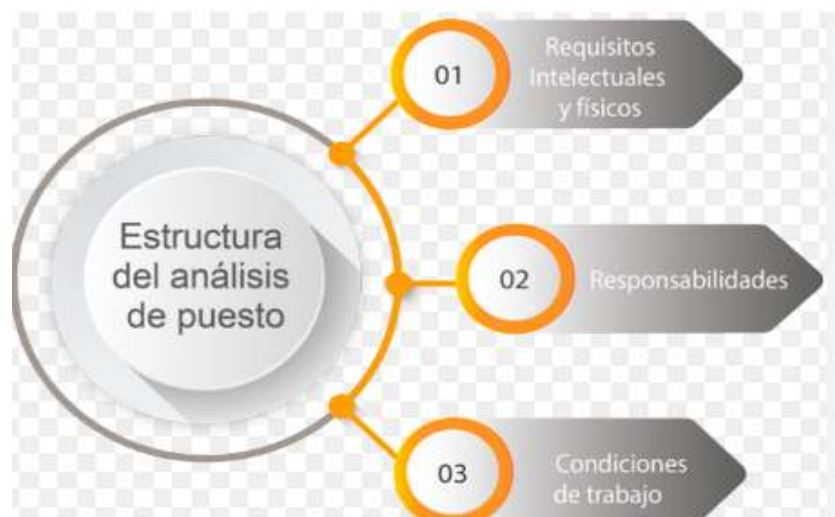 Estructura
del análisis
de puesto
01
Requisitos
Intelectuales
y físicos
02
Responsabilidades
03
Condiciones
de trabajo